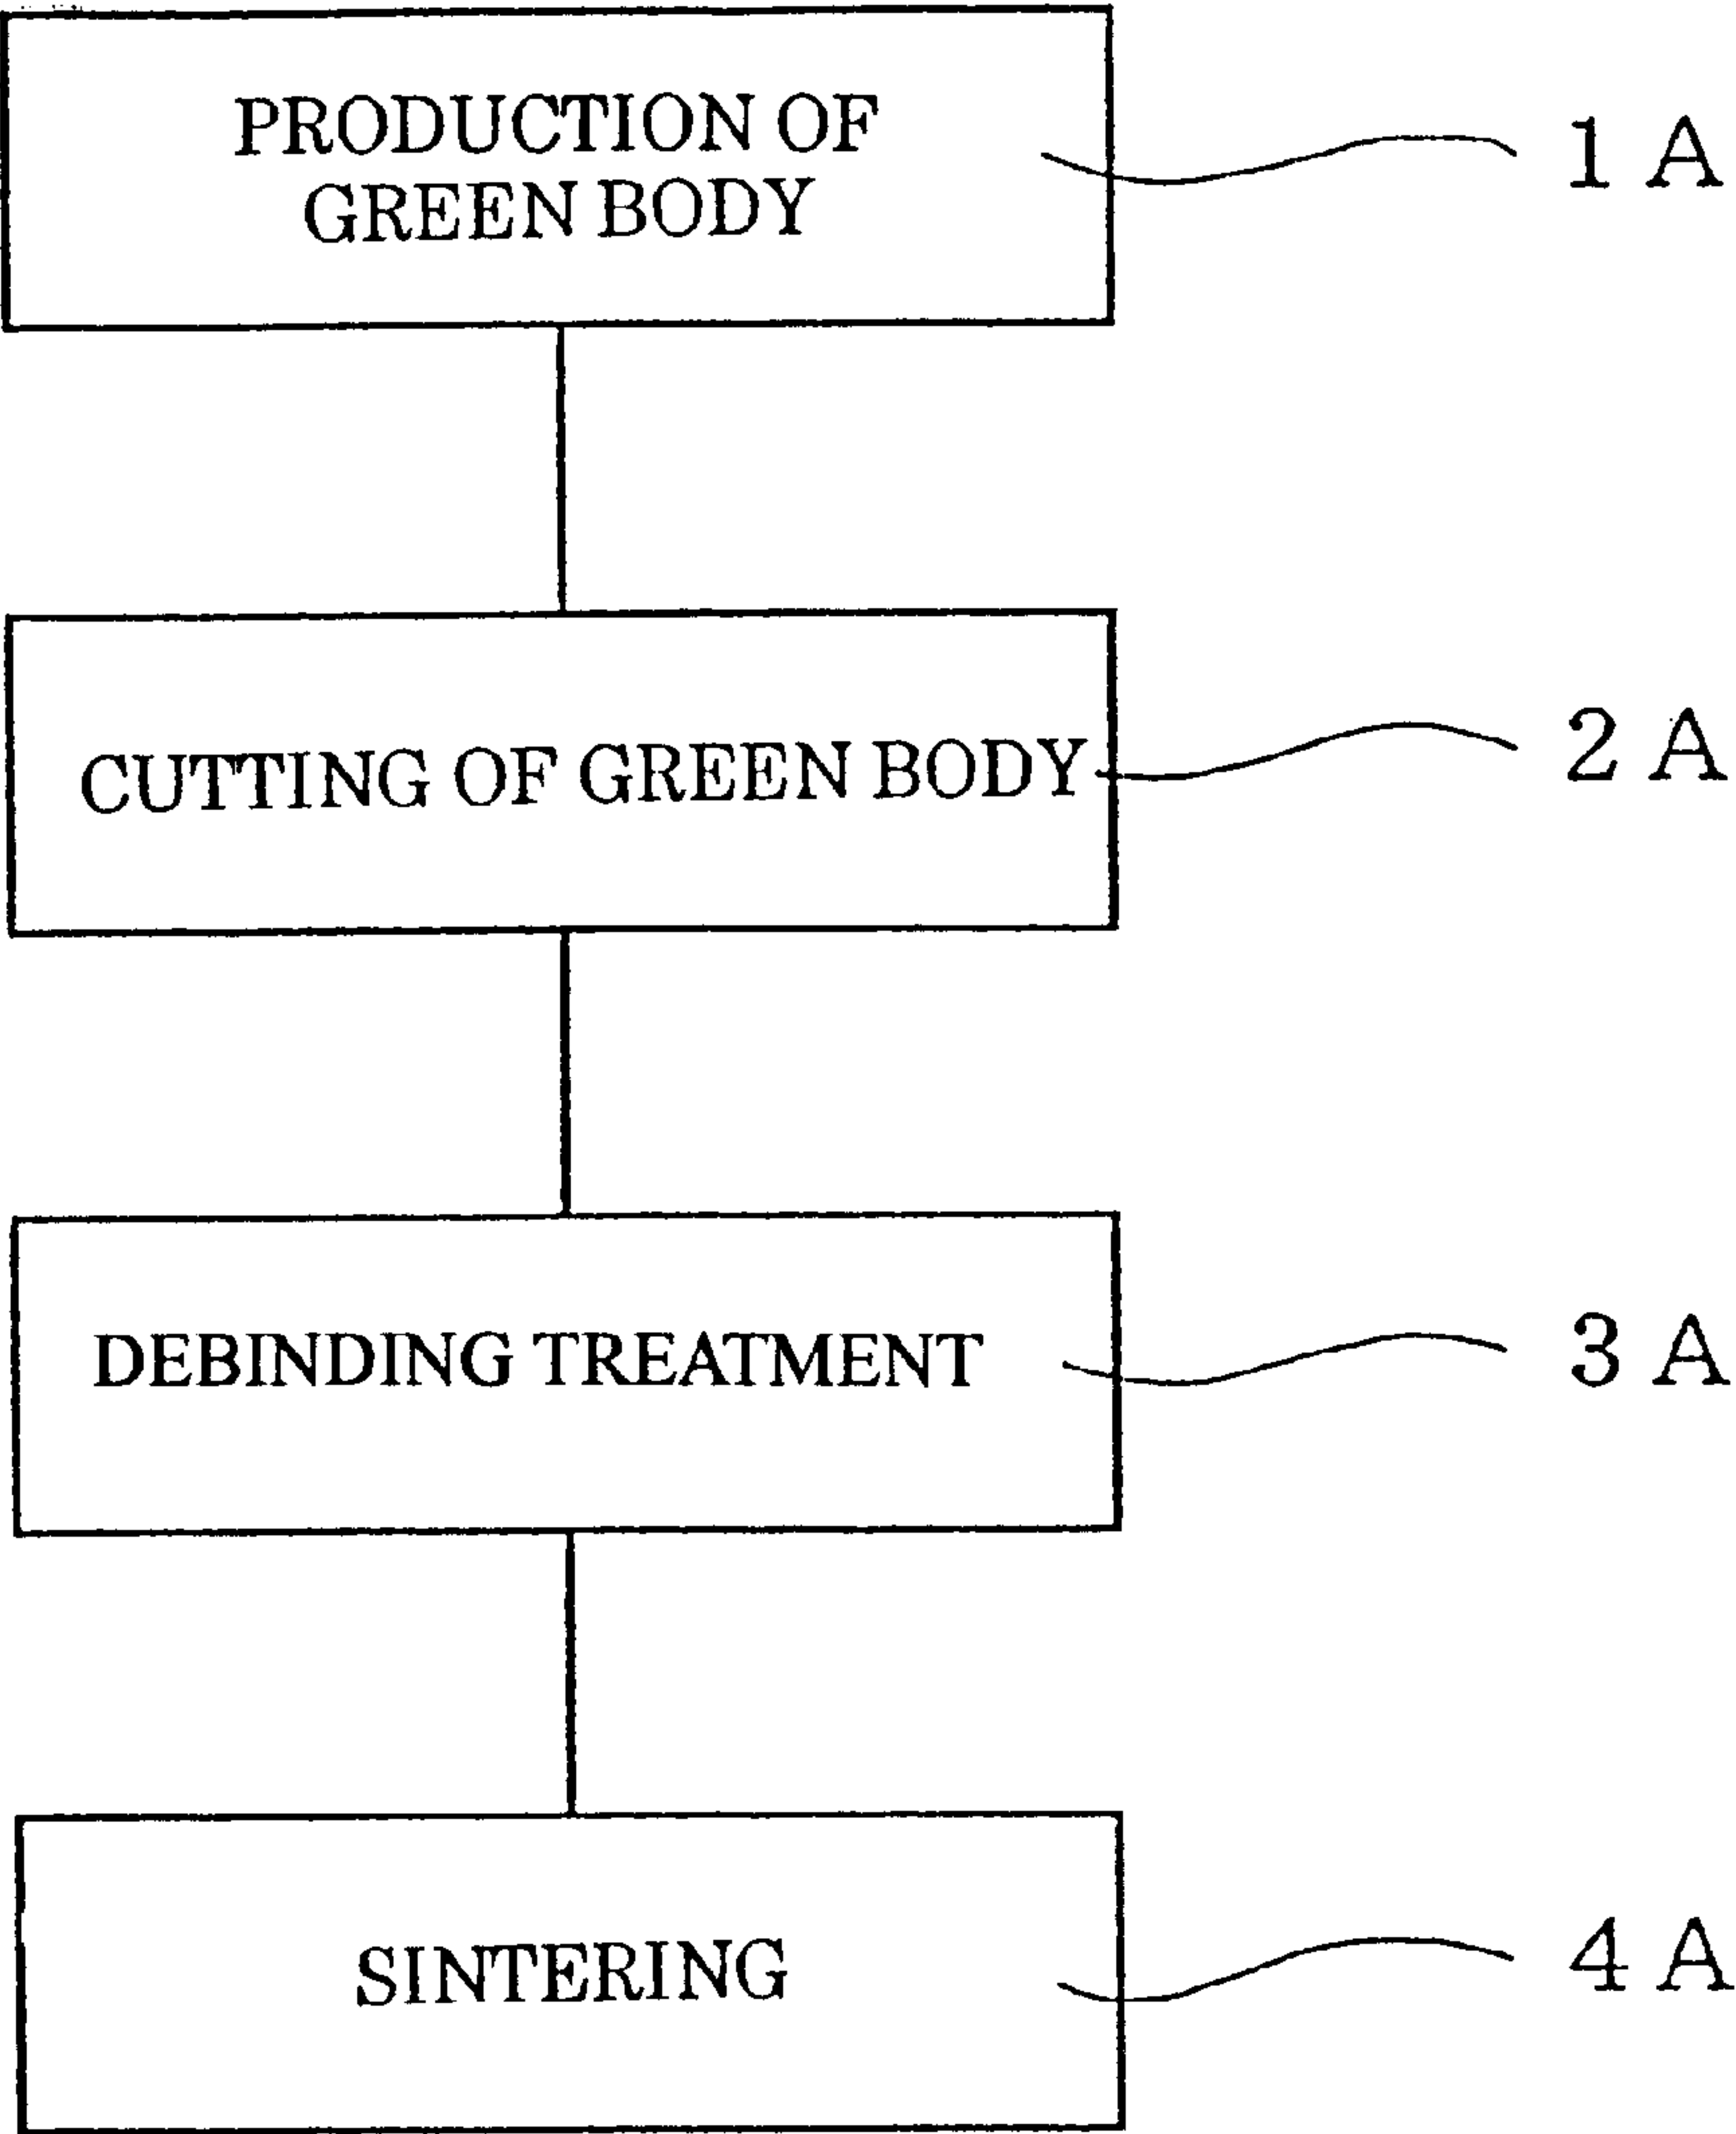 PRODUCTION OF
GREEN BODY
1 A
CUTTING OF GREEN BODY
2 A
DEBINDING TREATMENT
3 A
SINTERING
4 A